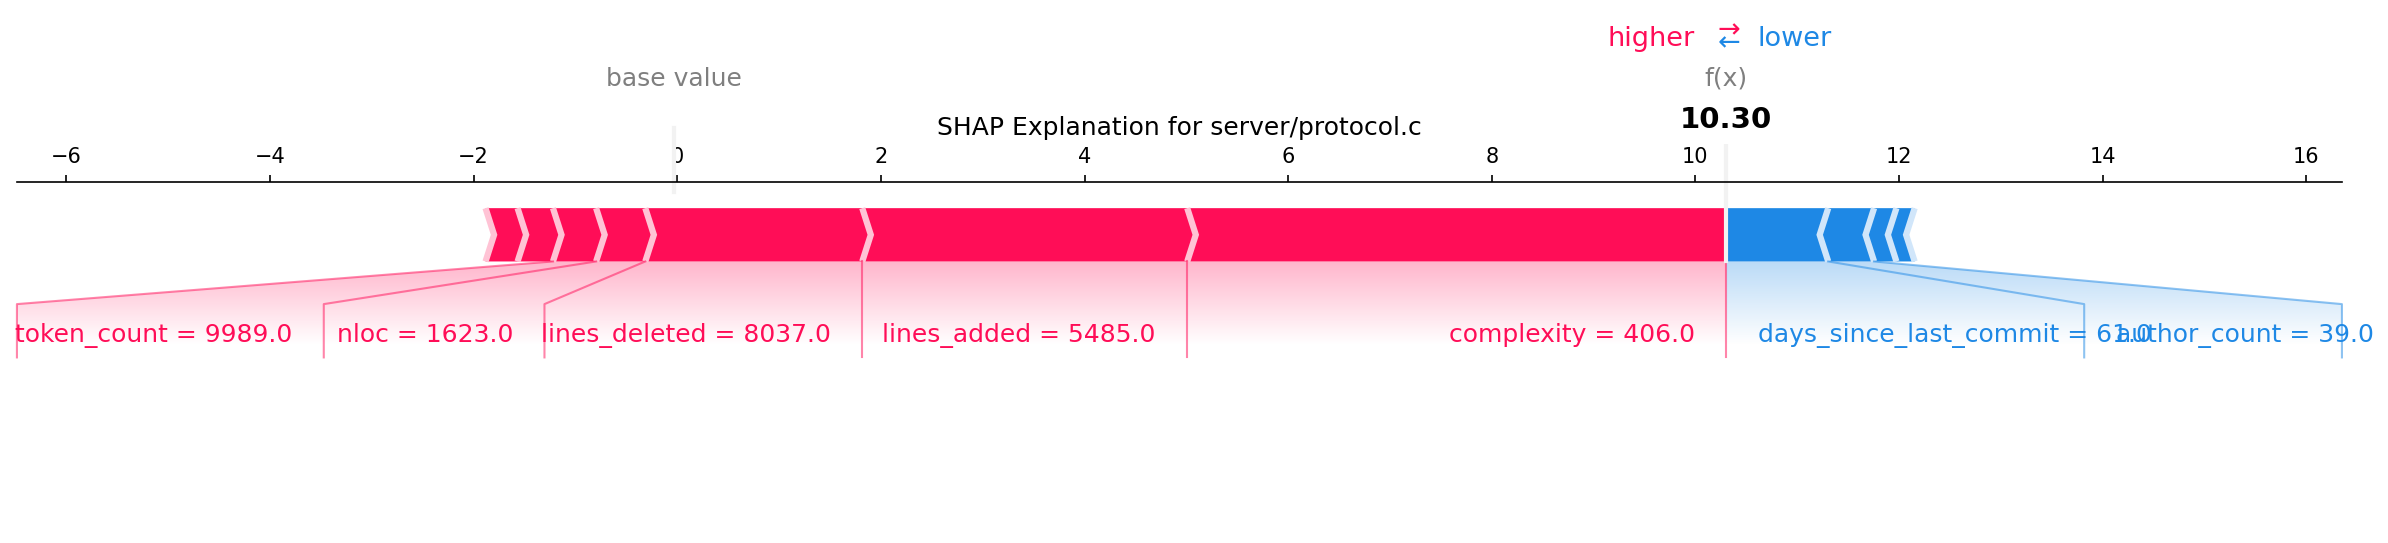 higher ⇄ lower
base value
f(x)
10.30
SHAP Explanation for server/protocol.c
−6 −4 −2 0 2 4 6 8 10 12 14 16
token_count = 9989.0 nloc = 1623.0 lines_deleted = 8037.0 lines_added = 5485.0 complexity = 406.0 days_since_last_commit = 61.0 author_count = 39.0